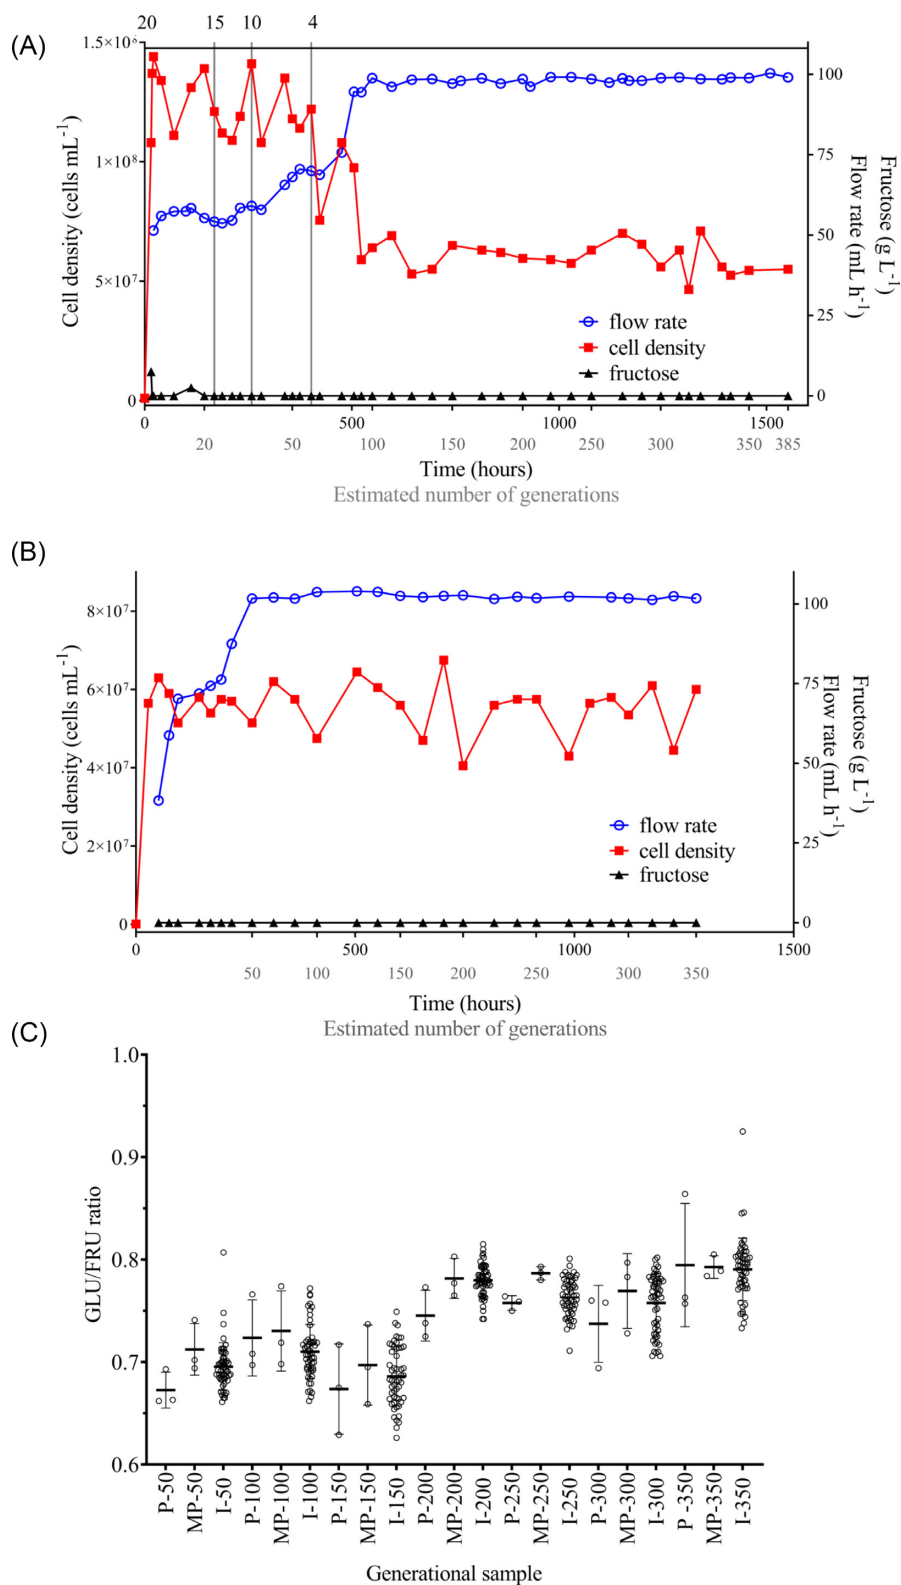 (A)
20 15 10 4
1.5×10⁸
1×10⁸
5×10⁷
0
Cell density (cells mL⁻¹)
100
75
50
25
0
Flow rate (mL h⁻¹)
Fructose (g L⁻¹)
flow rate
cell density
fructose
0 500 1000 1500
20 50 100 150 200 250 300 350 385
Time (hours)
Estimated number of generations
(B)
8×10⁷
6×10⁷
4×10⁷
2×10⁷
0
Cell density (cells mL⁻¹)
100
75
50
25
0
Flow rate (mL h⁻¹)
Fructose (g L⁻¹)
flow rate
cell density
fructose
0 500 1000 1500
50 100 150 200 250 300 350
Time (hours)
Estimated number of generations
(C)
1.0
0.9
0.8
0.7
0.6
GLU/FRU ratio
P-50
MP-50
I-50
P-100
MP-100
I-100
P-150
MP-150
I-150
P-200
MP-200
I-200
P-250
MP-250
I-250
P-300
MP-300
I-300
P-350
MP-350
I-350
Generational sample